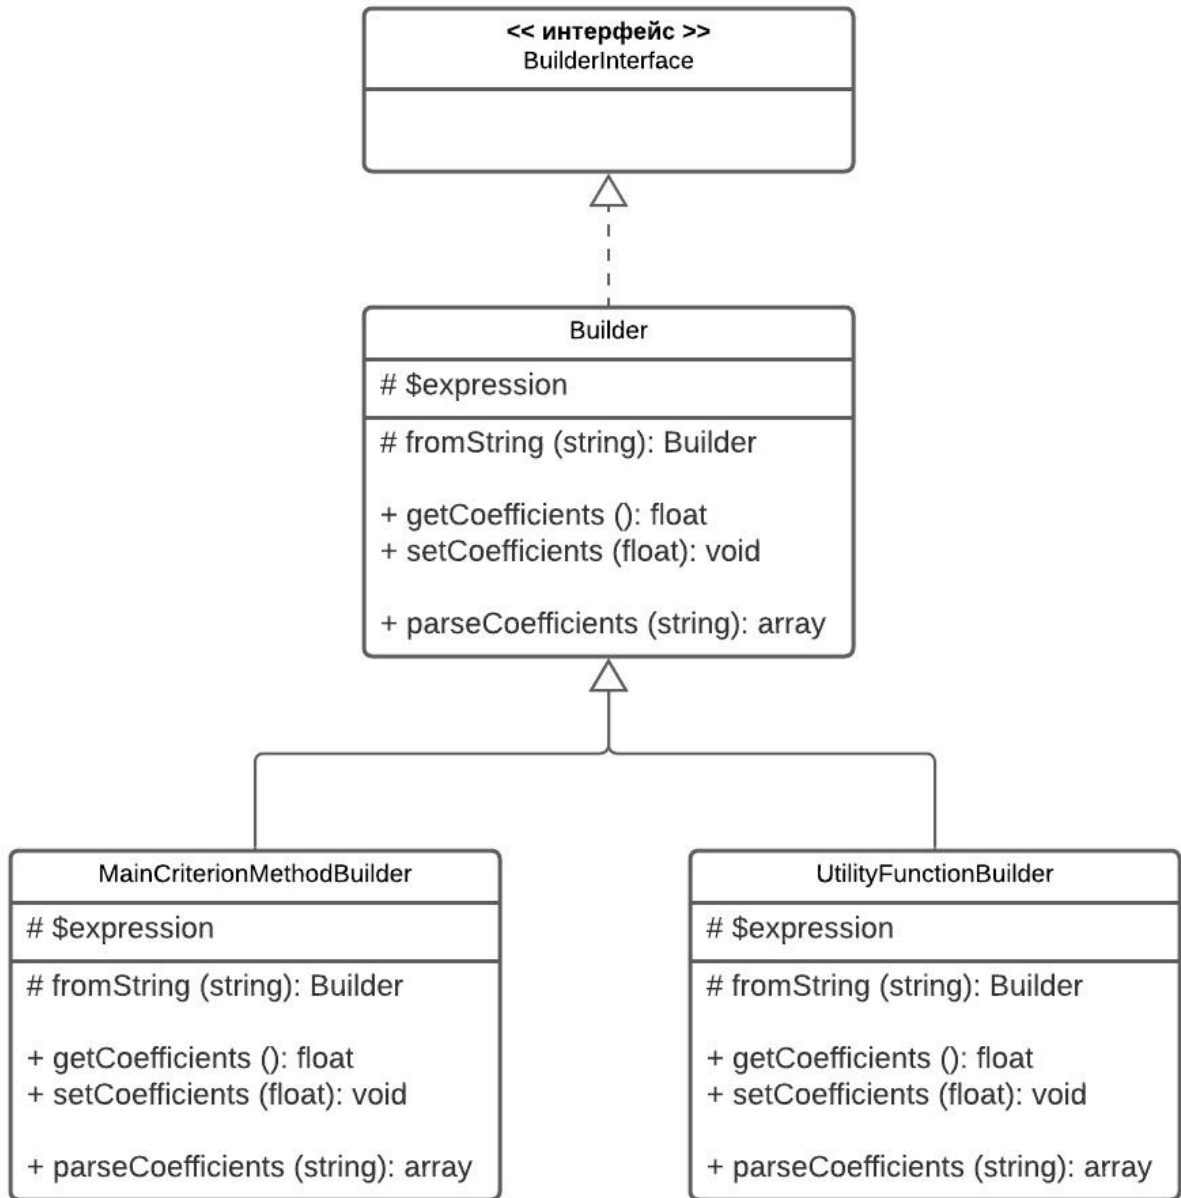 << интерфейс >>
BuilderInterface
Builder
# $expression
# fromString (string): Builder
+ getCoefficients (): float
+ setCoefficients (float): void
+ parseCoefficients (string): array
MainCriterionMethodBuilder
# $expression
# fromString (string): Builder
+ getCoefficients (): float
+ setCoefficients (float): void
+ parseCoefficients (string): array
UtilityFunctionBuilder
# $expression
# fromString (string): Builder
+ getCoefficients (): float
+ setCoefficients (float): void
+ parseCoefficients (string): array